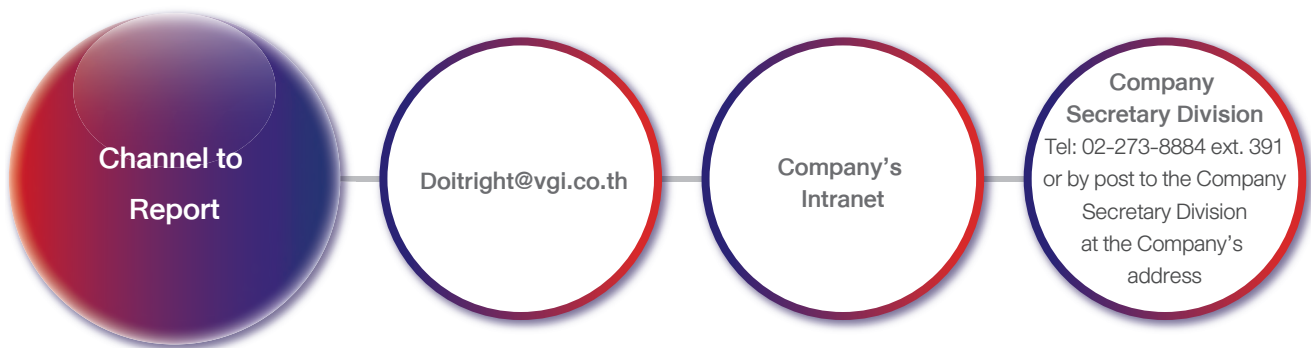 Channel to
Report
Doitright@vgi.co.th
Company's
Intranet
Company
Secretary Division
Tel: 02-273-8884 ext. 391
or by post to the Company
Secretary Division
at the Company's
address